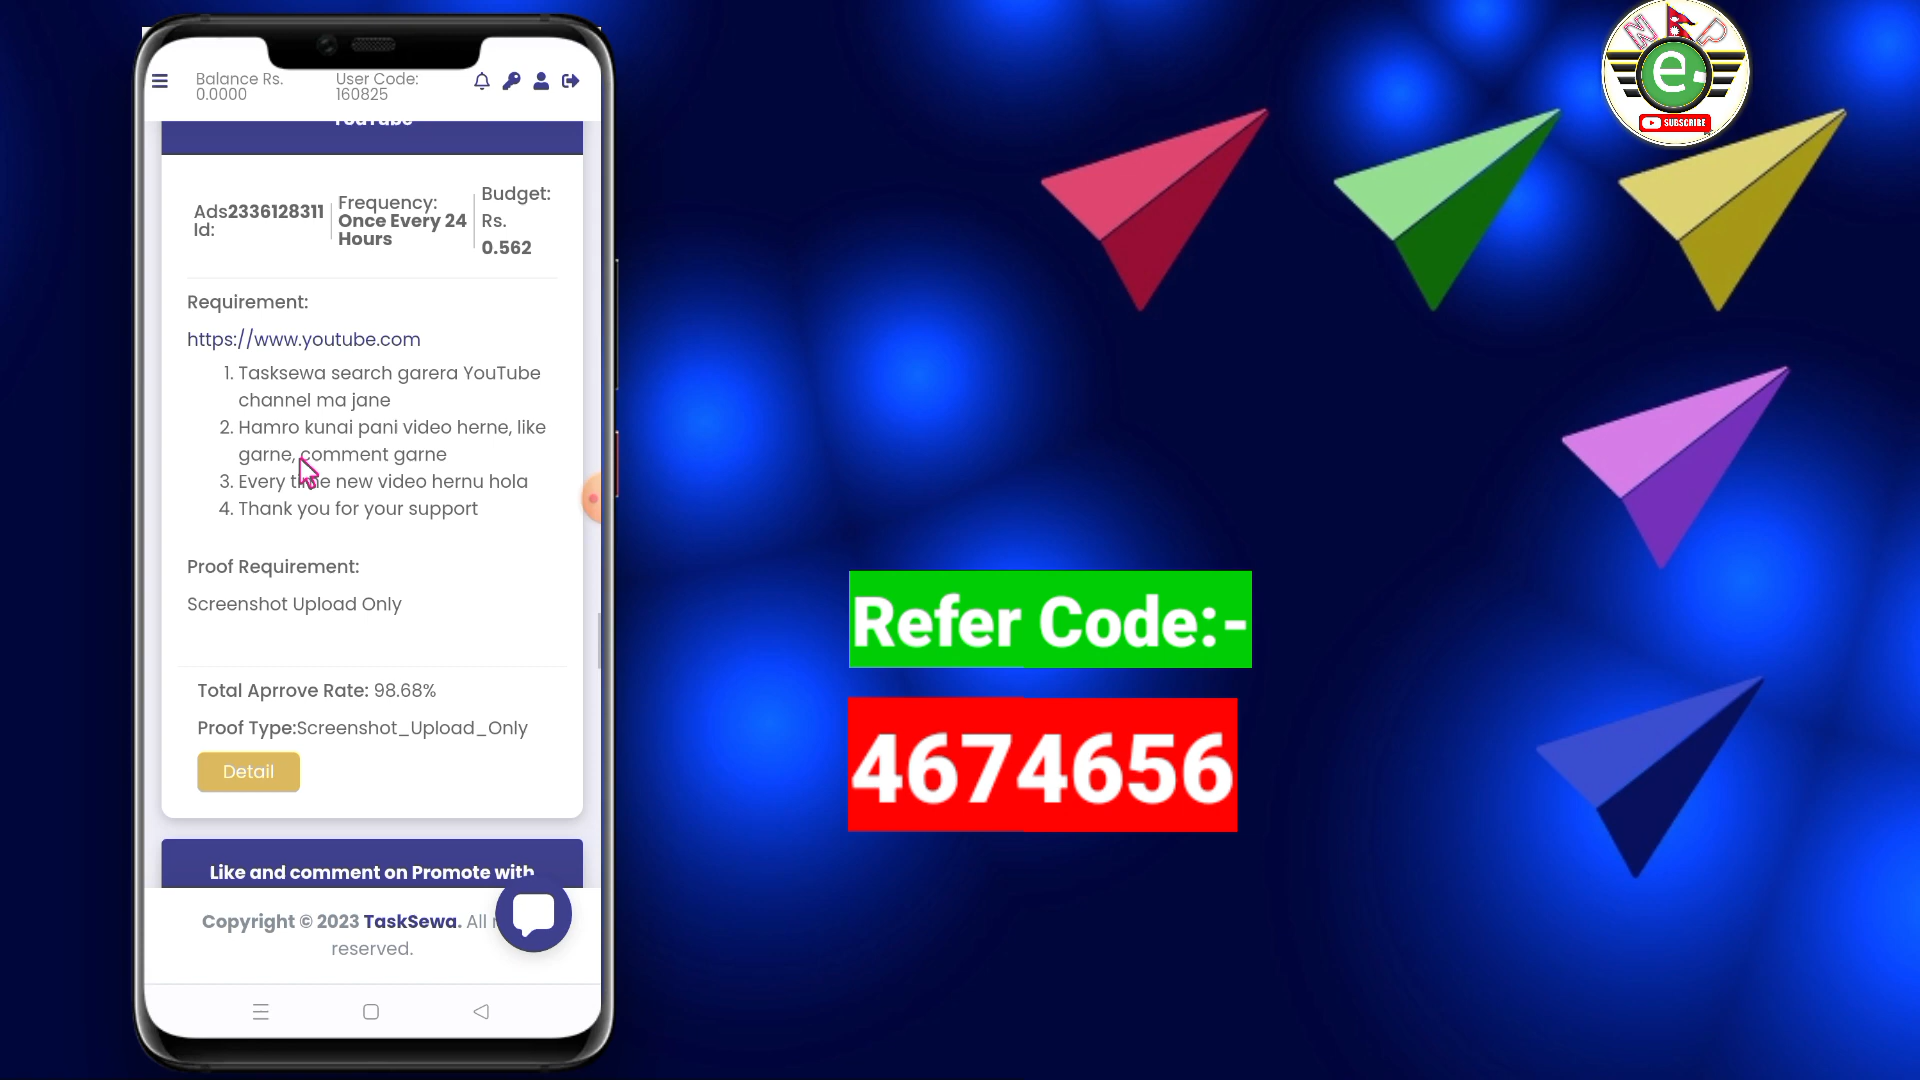 Balance Rs.
0.0000
User Code:
160825
YouTube
Ads2336128311
Id:
Frequency:
Once Every 24
Hours
Budget:
Rs.
0.562
Requirement:
https://www.youtube.com
1. Tasksewa search garera YouTube
channel ma jane
2. Hamro kunai pani video herne, like
garne, comment garne
3. Every time new video hernu hola
4. Thank you for your support
Proof Requirement:
Screenshot Upload Only
Total Aprrove Rate: 98.68%
Proof Type:Screenshot_Upload_Only
Detail
Like and comment on Promote with
Copyright © 2023 TaskSewa. All
reserved.
N P
e
SUBSCRIBE
Refer Code:-
4674656